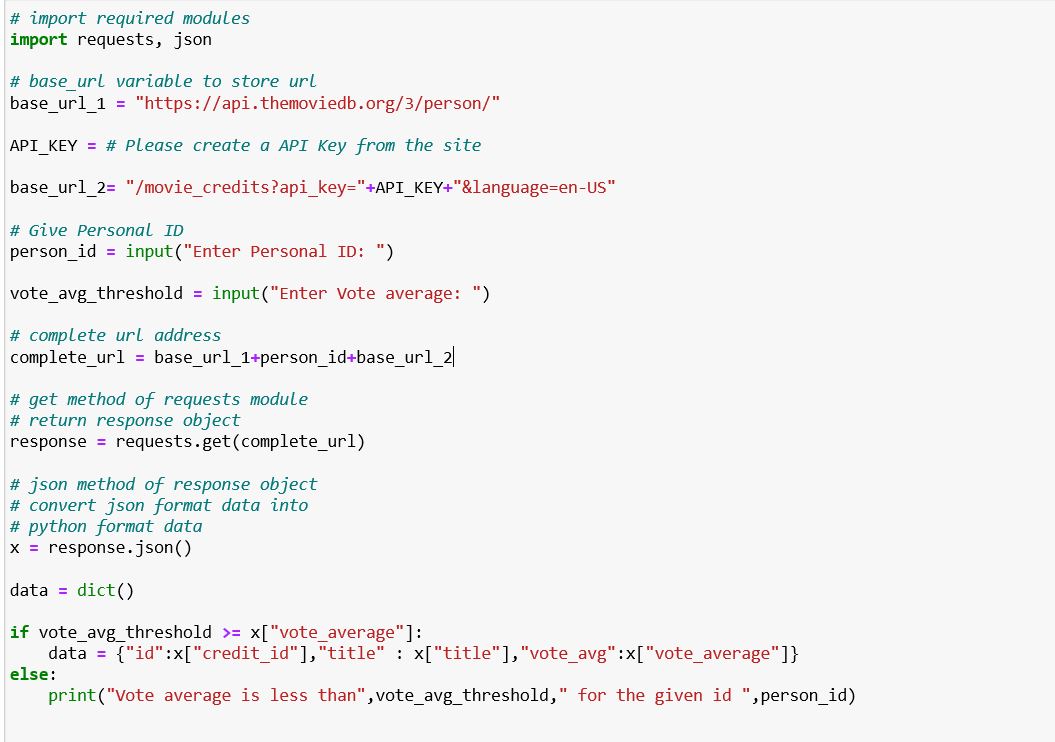 # import required modules
import requests, json
# base_url variable to store url
base_url_1 = "https://api.themoviedb.org/3/person/"
API_KEY = # Please create a API Key from the site
base_url_2= "/movie_credits?api_key="+API_KEY+"&language=en-US"
# Give Personal ID
person_id = input("Enter Personal ID: ")
vote_avg_threshold = input("Enter Vote average: ")
# complete url address
complete_url = base_url_1+person_id+base_url_2
# get method of requests module
# return response object
response = requests.get(complete_url)
# json method of response object
# convert json format data into
# python format data
x = response.json()
data = dict()
if vote_avg_threshold >= x["vote_average"]:
    data = {"id":x["credit_id"],"title" : x["title"],"vote_avg":x["vote_average"]}
else:
    print("Vote average is less than",vote_avg_threshold," for the given id ",person_id)